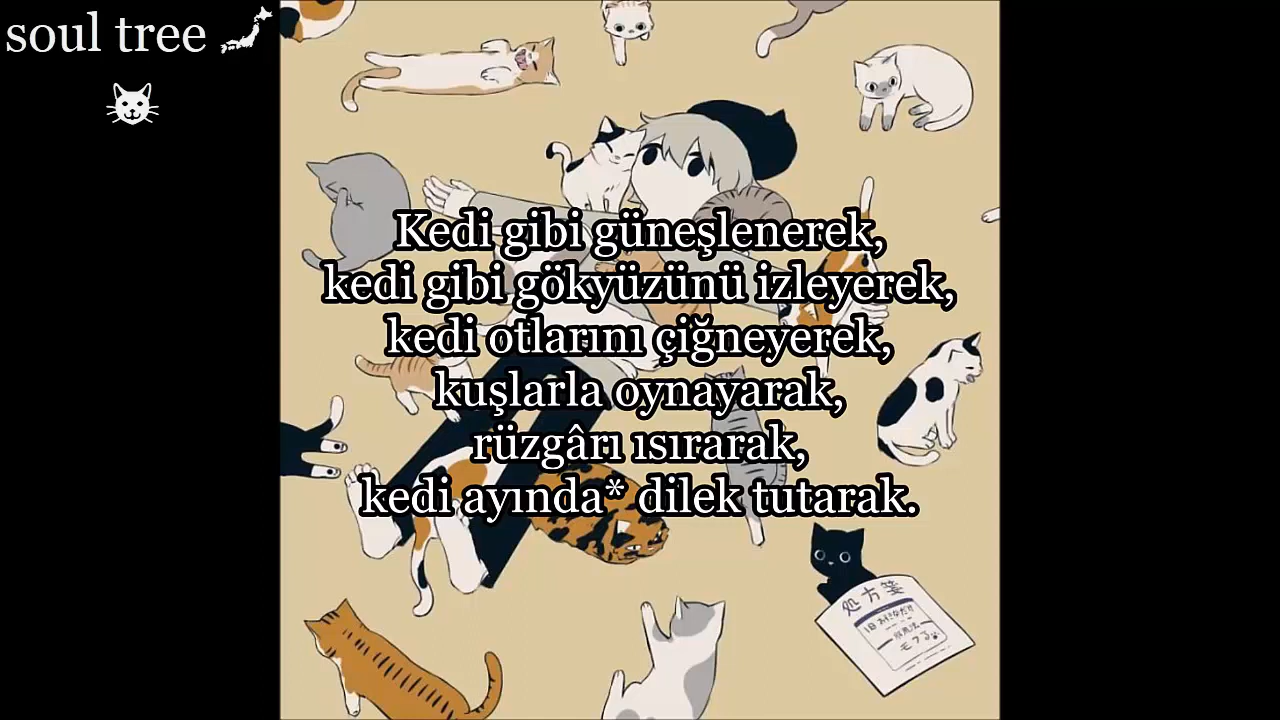 soul tree
Kedi gibi güneşlenerek,
kedi gibi gökyüzünü izleyerek,
kedi otlarını çiğneyerek,
kuşlarla oynayarak,
rüzgârı ısırarak,
kedi ayında* dilek tutarak.
処方箋